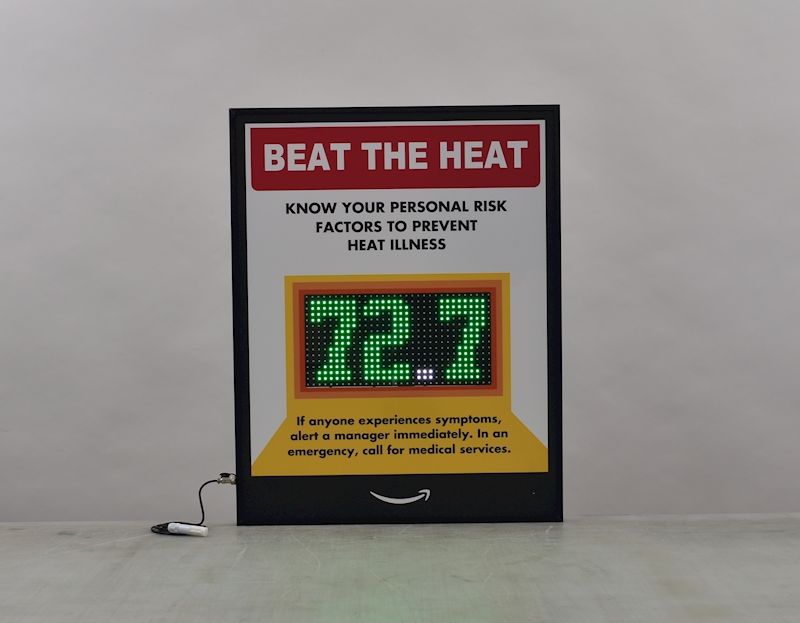 BEAT THE HEAT
KNOW YOUR PERSONAL RISK
FACTORS TO PREVENT
HEAT ILLNESS
72.7
If anyone experiences symptoms,
alert a manager immediately. In an
emergency, call for medical services.